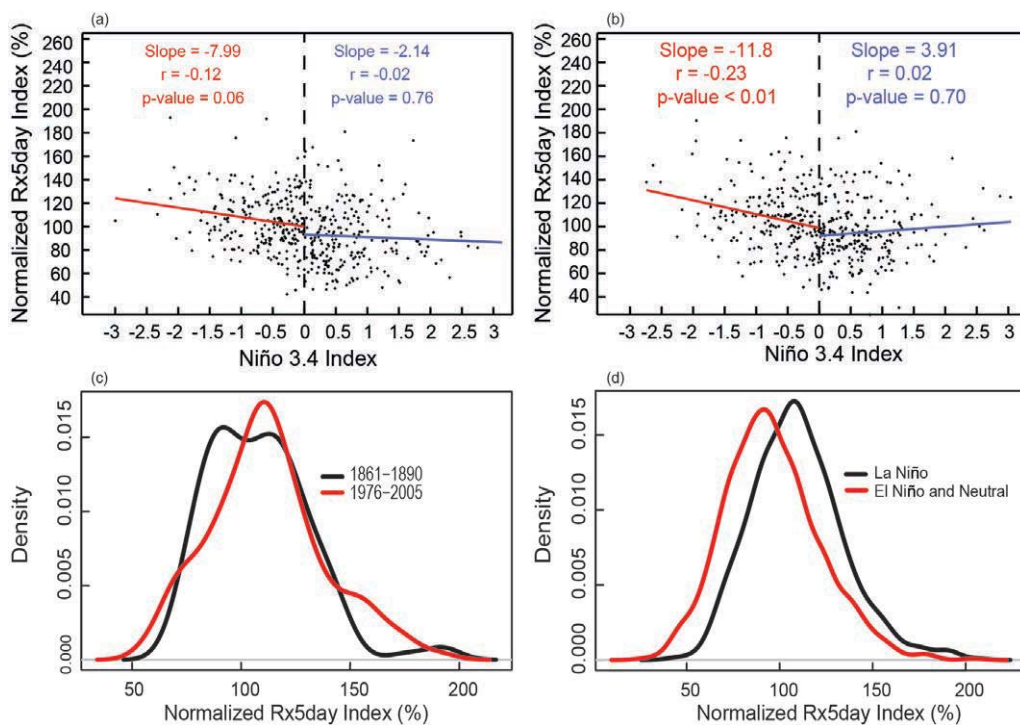 (a)
Normalized Rx5day Index (%)
260
240
220
200
180
160
140
120
100
80
60
40
Slope = -7.99
r = -0.12
p-value = 0.06
Slope = -2.14
r = -0.02
p-value = 0.76
-3 -2.5 -2 -1.5 -1 -0.5 0 0.5 1 1.5 2 2.5 3
Niño 3.4 Index
(b)
Normalized Rx5day Index (%)
260
240
220
200
180
160
140
120
100
80
60
40
Slope = -11.8
r = -0.23
p-value < 0.01
Slope = 3.91
r = 0.02
p-value = 0.70
-3 -2.5 -2 -1.5 -1 -0.5 0 0.5 1 1.5 2 2.5 3
Niño 3.4 Index
(c)
Density
0.015
0.010
0.005
0.000
1861−1890
1976−2005
50 100 150 200
Normalized Rx5day Index (%)
(d)
Density
0.015
0.010
0.005
0.000
La Niño
El Niño and Neutral
50 100 150 200
Normalized Rx5day Index (%)